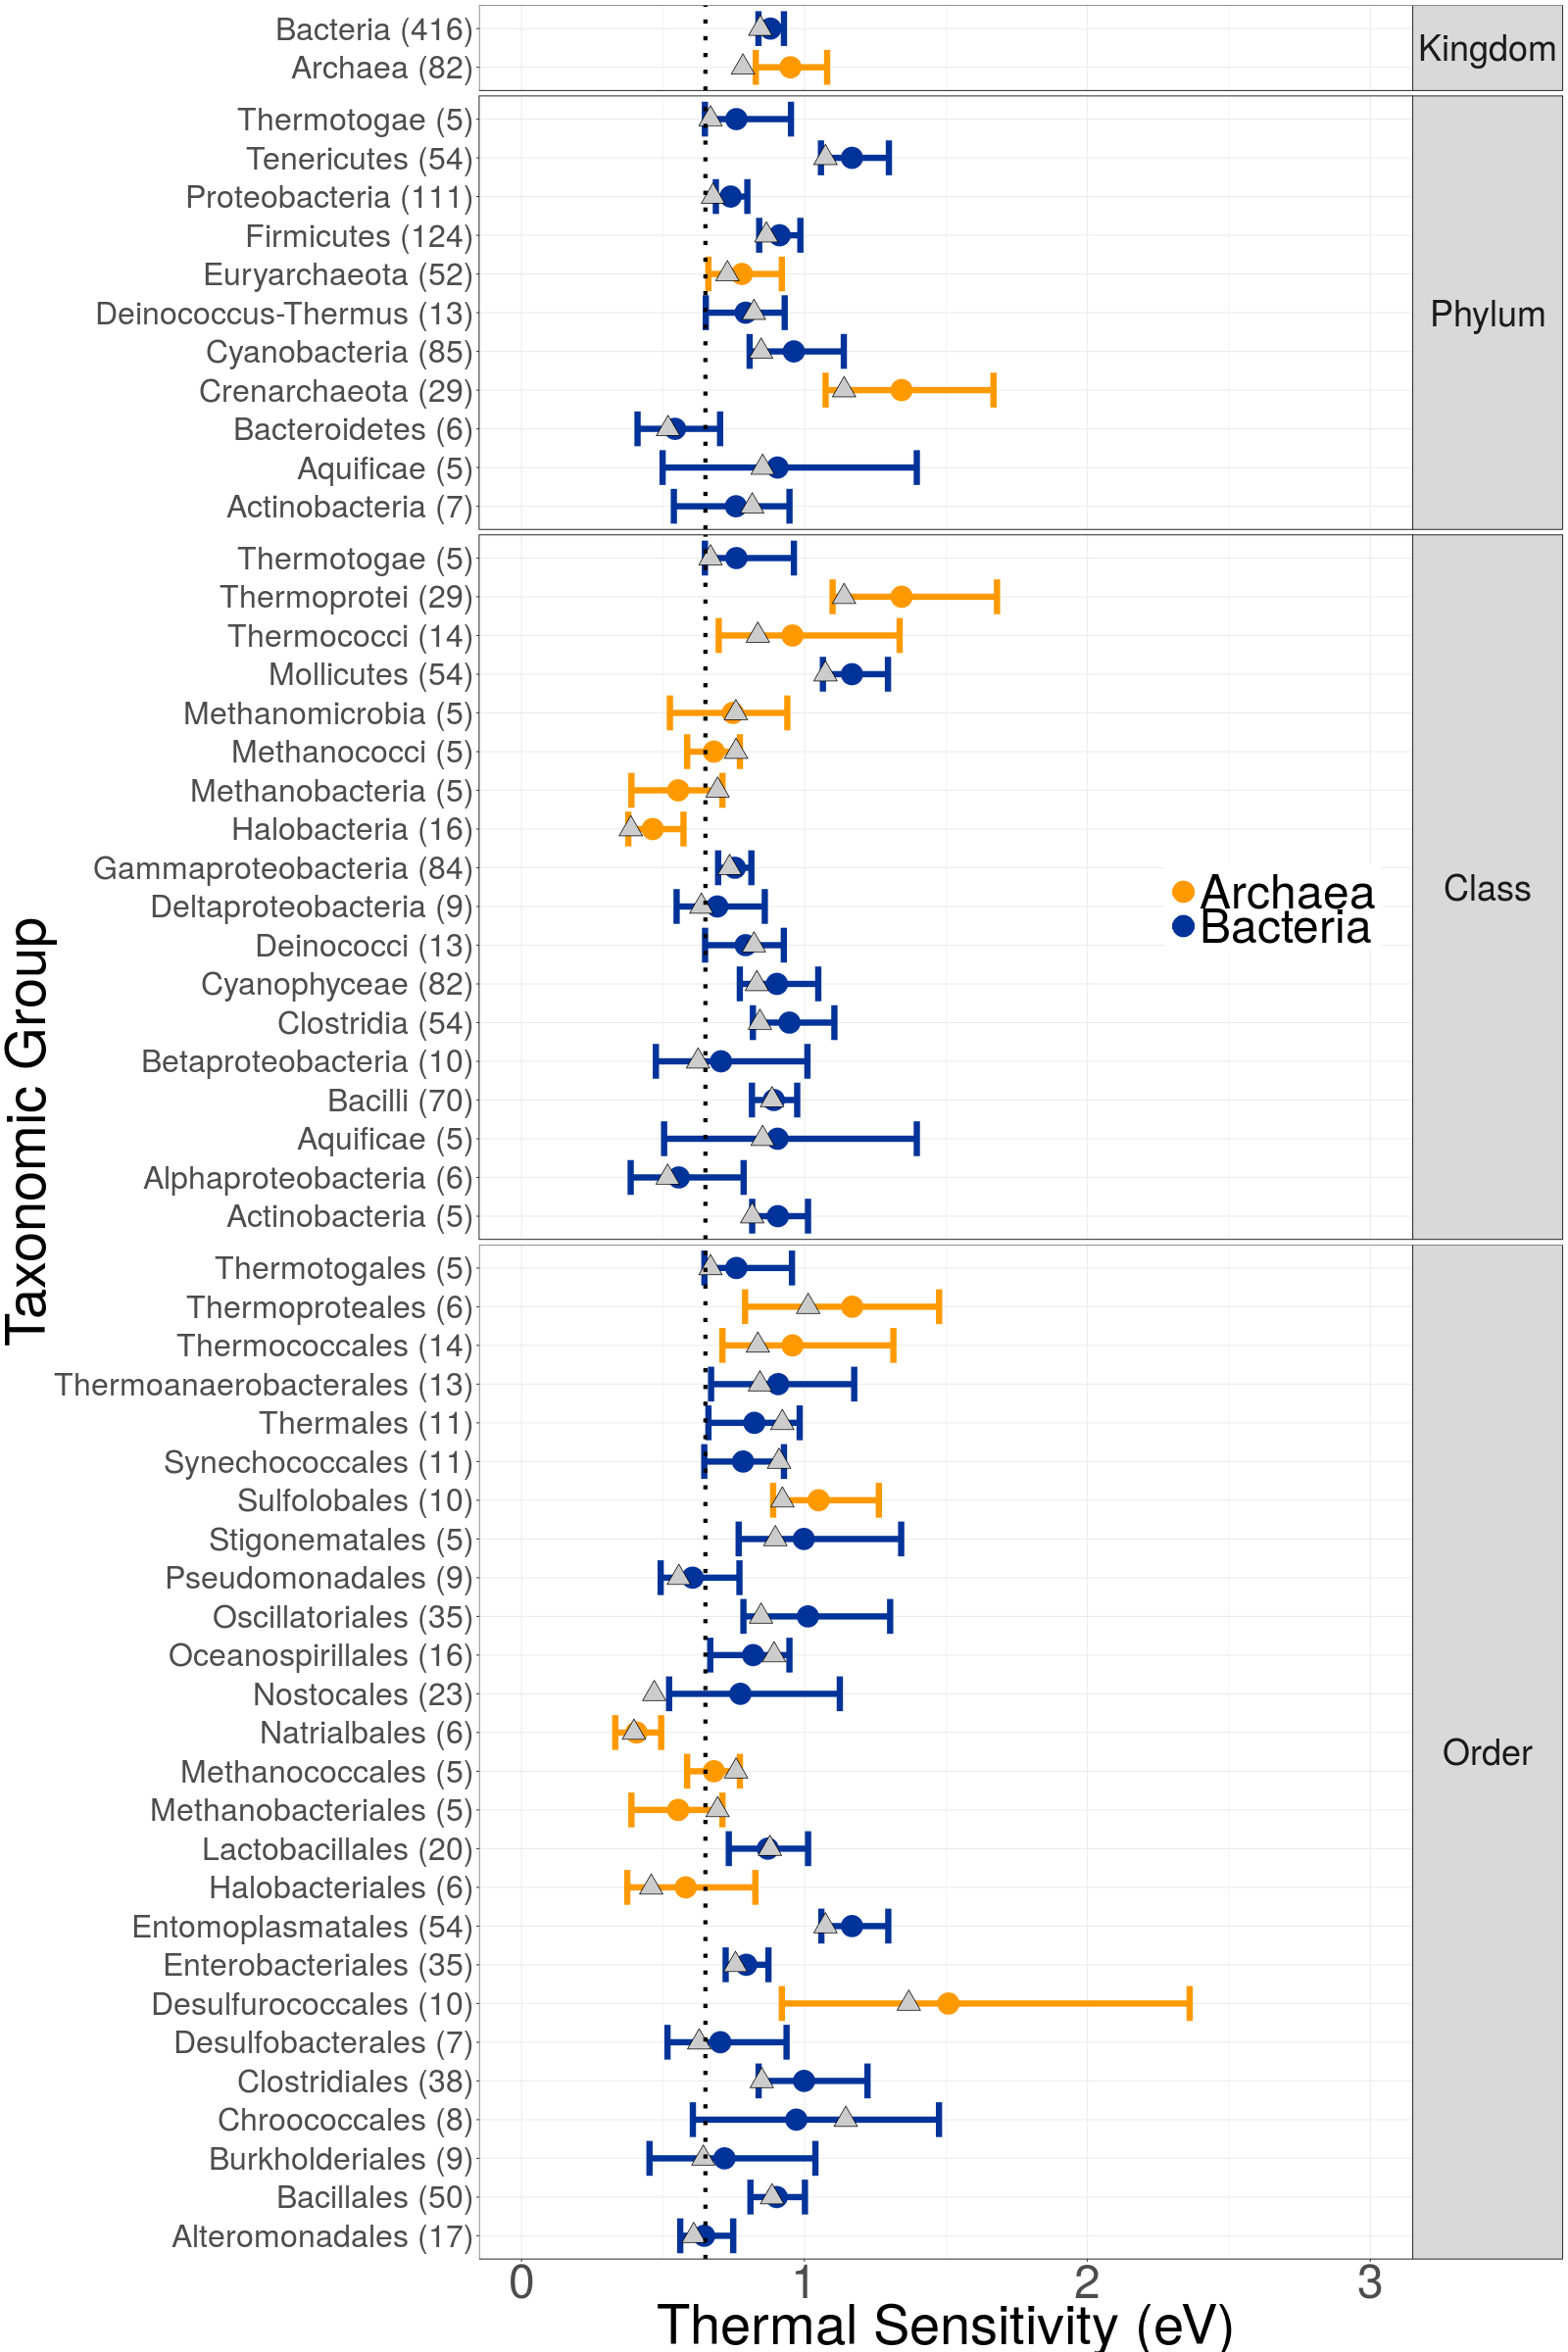 Taxonomic Group
Bacteria (416)
Archaea (82)
Kingdom
Thermotogae (5)
Tenericutes (54)
Proteobacteria (111)
Firmicutes (124)
Euryarchaeota (52)
Deinococcus-Thermus (13)
Cyanobacteria (85)
Crenarchaeota (29)
Bacteroidetes (6)
Aquificae (5)
Actinobacteria (7)
Phylum
Thermotogae (5)
Thermoprotei (29)
Thermococci (14)
Mollicutes (54)
Methanomicrobia (5)
Methanococci (5)
Methanobacteria (5)
Halobacteria (16)
Gammaproteobacteria (84)
Deltaproteobacteria (9)
Deinococci (13)
Cyanophyceae (82)
Clostridia (54)
Betaproteobacteria (10)
Bacilli (70)
Aquificae (5)
Alphaproteobacteria (6)
Actinobacteria (5)
Archaea
Bacteria
Class
Thermotogales (5)
Thermoproteales (6)
Thermococcales (14)
Thermoanaerobacterales (13)
Thermales (11)
Synechococcales (11)
Sulfolobales (10)
Stigonematales (5)
Pseudomonadales (9)
Oscillatoriales (35)
Oceanospirillales (16)
Nostocales (23)
Natrialbales (6)
Methanococcales (5)
Methanobacteriales (5)
Lactobacillales (20)
Halobacteriales (6)
Entomoplasmatales (54)
Enterobacteriales (35)
Desulfurococcales (10)
Desulfobacterales (7)
Clostridiales (38)
Chroococcales (8)
Burkholderiales (9)
Bacillales (50)
Alteromonadales (17)
Order
0 1 2 3
Thermal Sensitivity (eV)